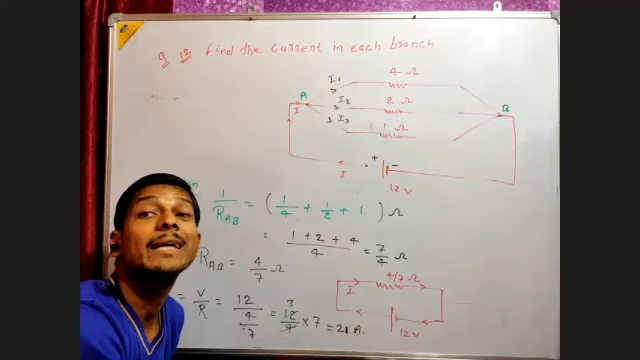 Q 12 Find the current in each branch
4 Ω
I1
A
I2
2 Ω
B
I
I3
1 Ω
+ -
I
12 V
1/RAB = (1/4 + 1/2 + 1) Ω
= 1 + 2 + 4 / 4 = 7/4 Ω
RAB = 4/7 Ω
4/7 Ω
I
= V/R = 12 / 4/7 = 3 12/4 × 7 = 21 A.
12 V